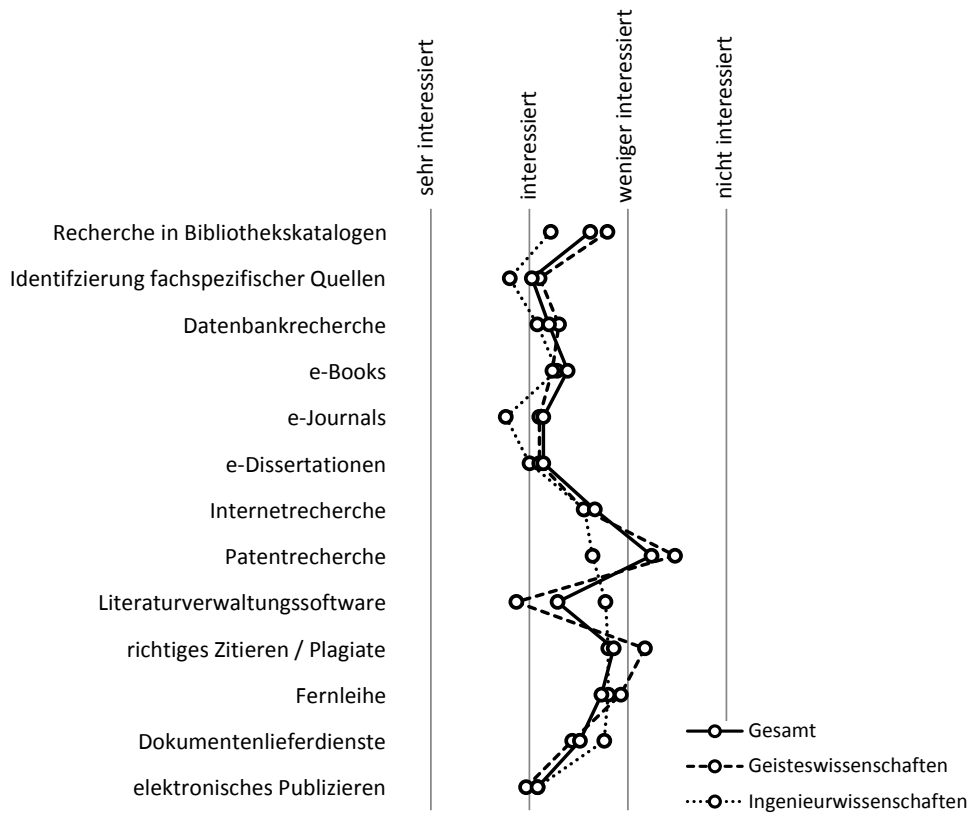 sehr interessiert
interessiert
weniger interessiert
nicht interessiert
Recherche in Bibliothekskatalogen
Identifzierung fachspezifischer Quellen
Datenbankrecherche
e-Books
e-Journals
e-Dissertationen
Internetrecherche
Patentrecherche
Literaturverwaltungssoftware
richtiges Zitieren / Plagiate
Fernleihe
Dokumentenlieferdienste
elektronisches Publizieren
Gesamt
Geisteswissenschaften
Ingenieurwissenschaften